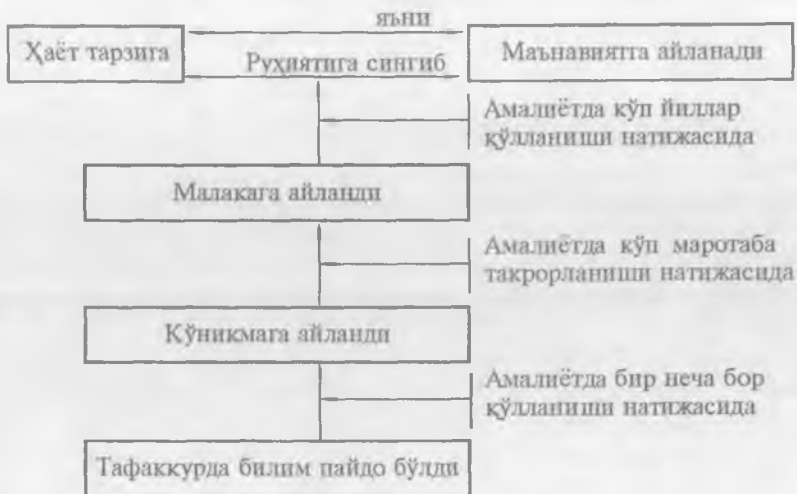 яъни
Ҳаёт тарзига
Руҳиятига сингиб
Маънавиятга айланади
Амалиётда кўп йиллар
қўлланиши натижасида
Малакага айланди
Амалиётда кўп маротаба
такрорланиши натижасида
Кўникмага айланди
Амалиётда бир неча бор
қўлланиши натижасида
Тафаккурда билим пайдо бўлди